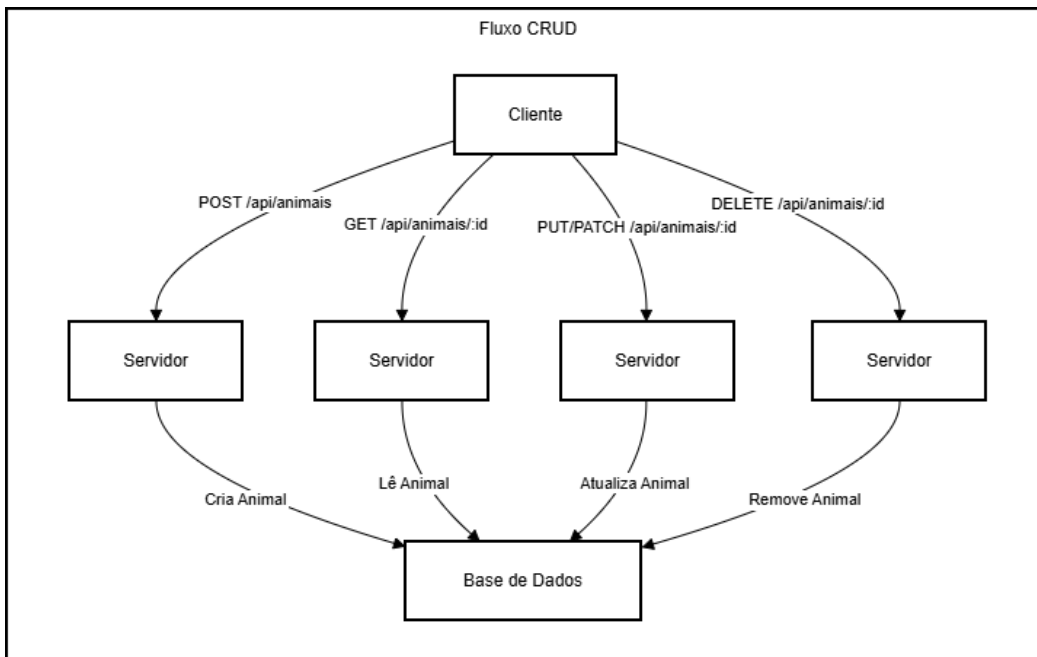 Fluxo CRUD
Cliente
POST /api/animais
GET /api/animais/:id
PUT/PATCH /api/animais/:id
DELETE /api/animais/:id
Servidor
Servidor
Servidor
Servidor
Cria Animal
Lê Animal
Atualiza Animal
Remove Animal
Base de Dados